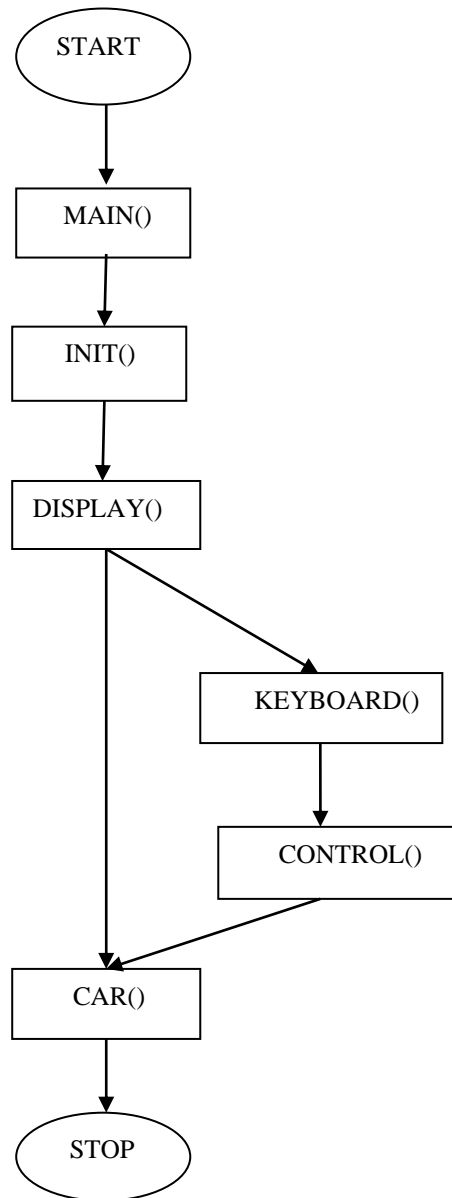 START
MAIN()
INIT()
DISPLAY()
KEYBOARD()
CONTROL()
CAR()
STOP